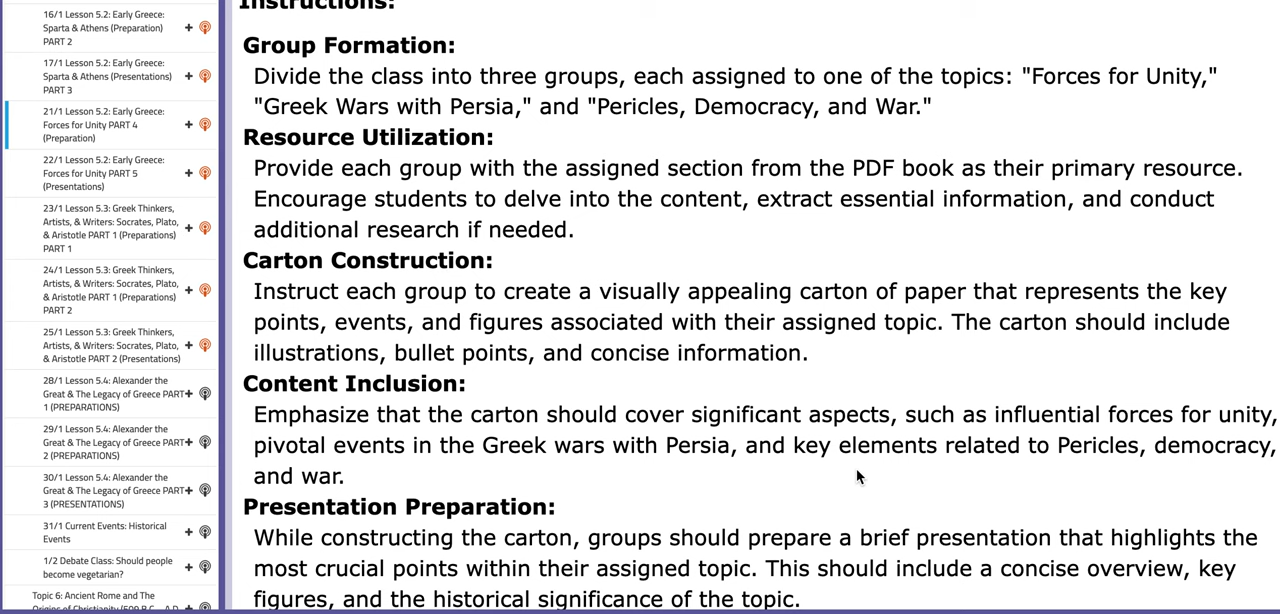 16/1 Lesson 5.2: Early Greece:
Sparta & Athens (Preparation)
PART 2
17/1 Lesson 5.2: Early Greece:
Sparta & Athens (Presentations)
PART 3
21/1 Lesson 5.2: Early Greece:
Forces for Unity PART 4
(Preparation)
22/1 Lesson 5.2: Early Greece:
Forces for Unity PART 5
(Presentations)
23/1 Lesson 5.3: Greek Thinkers,
Artists, & Writers: Socrates, Plato,
& Aristotle PART 1 (Preparations)
PART 1
24/1 Lesson 5.3: Greek Thinkers,
Artists, & Writers: Socrates, Plato,
& Aristotle PART 1 (Preparations)
PART 2
25/1 Lesson 5.3: Greek Thinkers,
Artists, & Writers: Socrates, Plato,
& Aristotle PART 2 (Presentations)
28/1 Lesson 5.4: Alexander the
Great & The Legacy of Greece PART
1 (PREPARATIONS)
29/1 Lesson 5.4: Alexander the
Great & The Legacy of Greece PART
2 (PREPARATIONS)
30/1 Lesson 5.4: Alexander the
Great & The Legacy of Greece PART
3 (PRESENTATIONS)
31/1 Current Events: Historical
Events
1/2 Debate Class: Should people
become vegetarian?
Topic 6: Ancient Rome and The
Origins of Christianity (509 B.C. - A.D.
Instructions:
Group Formation:
Divide the class into three groups, each assigned to one of the topics: "Forces for Unity,"
"Greek Wars with Persia," and "Pericles, Democracy, and War."
Resource Utilization:
Provide each group with the assigned section from the PDF book as their primary resource.
Encourage students to delve into the content, extract essential information, and conduct
additional research if needed.
Carton Construction:
Instruct each group to create a visually appealing carton of paper that represents the key
points, events, and figures associated with their assigned topic. The carton should include
illustrations, bullet points, and concise information.
Content Inclusion:
Emphasize that the carton should cover significant aspects, such as influential forces for unity,
pivotal events in the Greek wars with Persia, and key elements related to Pericles, democracy,
and war.
Presentation Preparation:
While constructing the carton, groups should prepare a brief presentation that highlights the
most crucial points within their assigned topic. This should include a concise overview, key
figures, and the historical significance of the topic.